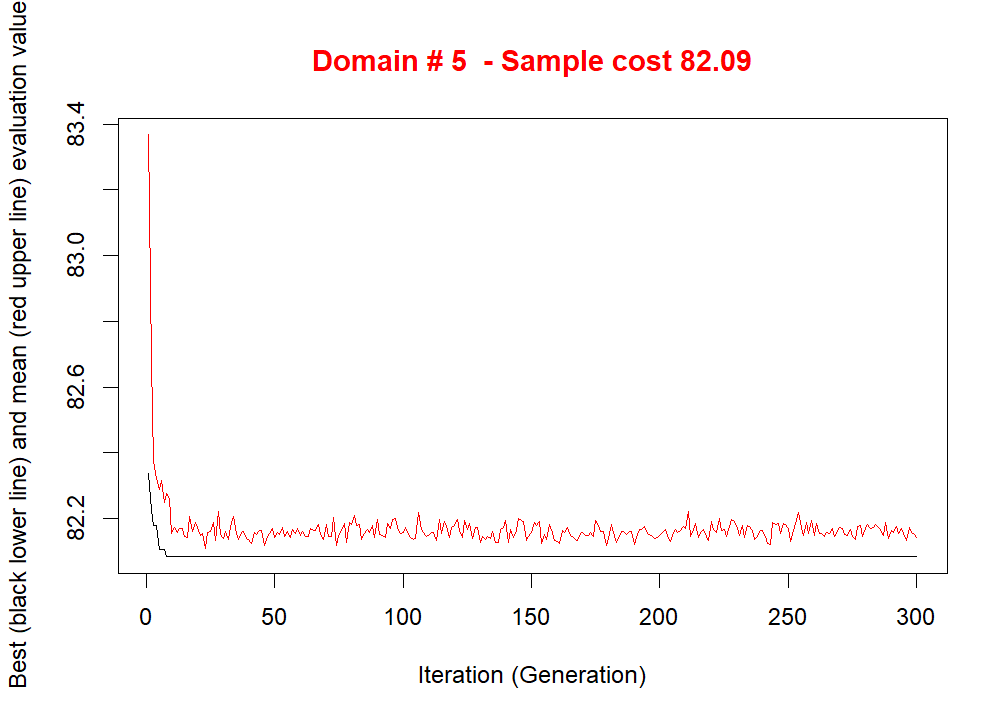 Domain # 5  - Sample cost 82.09
Best (black lower line) and mean (red upper line) evaluation value
83.4
83.0
82.6
82.2
0 50 100 150 200 250 300
Iteration (Generation)